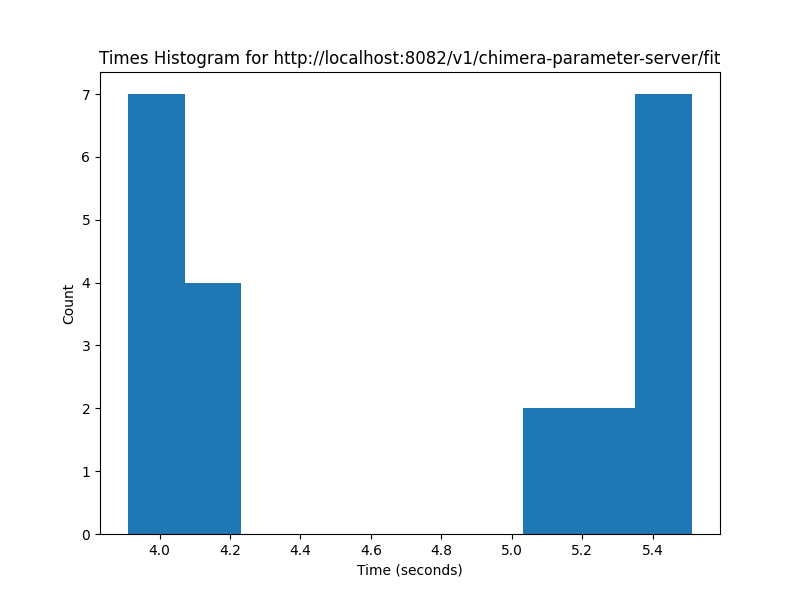 Times Histogram for http://localhost:8082/v1/chimera-parameter-server/fit
7
6
5
4
3
2
1
0
Count
4.0 4.2 4.4 4.6 4.8 5.0 5.2 5.4
Time (seconds)